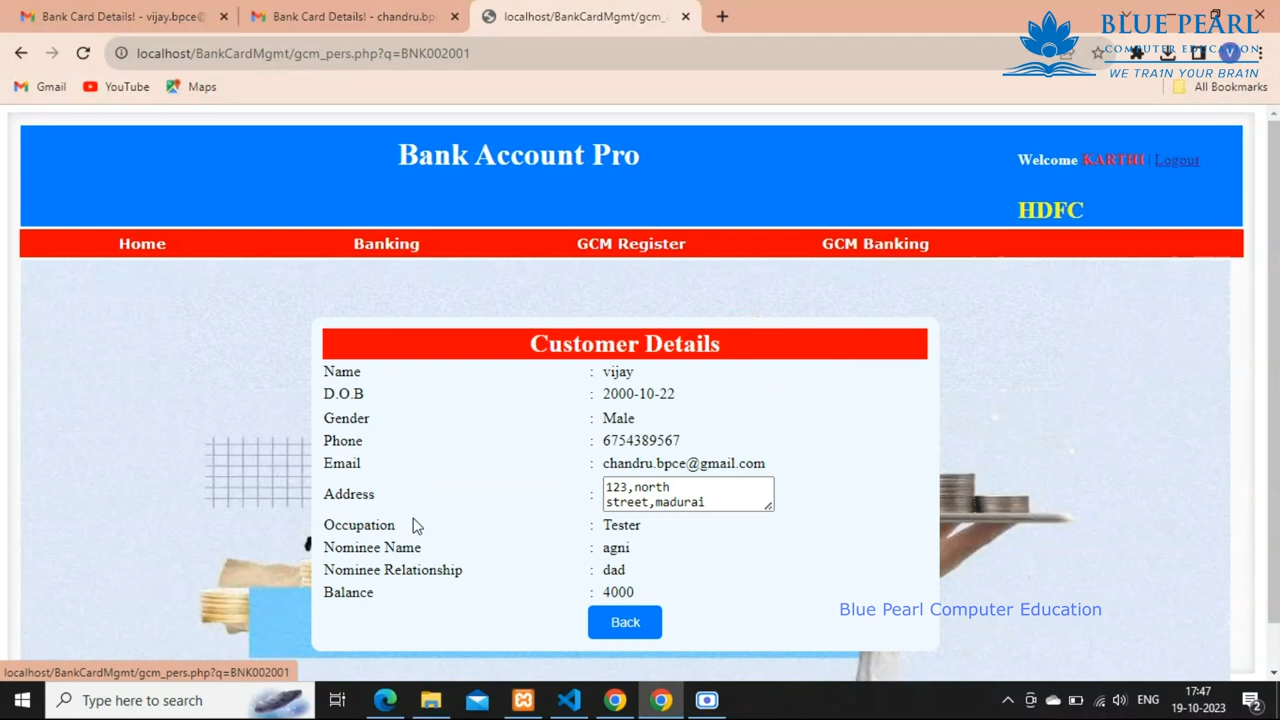 Bank Card Details! - vijay.bpce@
Bank Card Details! - chandru.bp
localhost/BankCardMgmt/gcm_
BLUE PEARL
COMPUTER EDUCATION
WE TRAIN YOUR BRAIN
localhost/BankCardMgmt/gcm_pers.php?q=BNK002001
V
Gmail
YouTube
Maps
All Bookmarks
Bank Account Pro
Welcome KARTHI | Logout
HDFC
Home
Banking
GCM Register
GCM Banking
Customer Details
Name : vijay
D.O.B : 2000-10-22
Gender : Male
Phone : 6754389567
Email : chandru.bpce@gmail.com
Address : 123,north
street,madurai
Occupation : Tester
Nominee Name : agni
Nominee Relationship : dad
Balance : 4000
Back
Blue Pearl Computer Education
localhost/BankCardMgmt/gcm_pers.php?q=BNK002001
Type here to search
ENG
17:47
19-10-2023
2